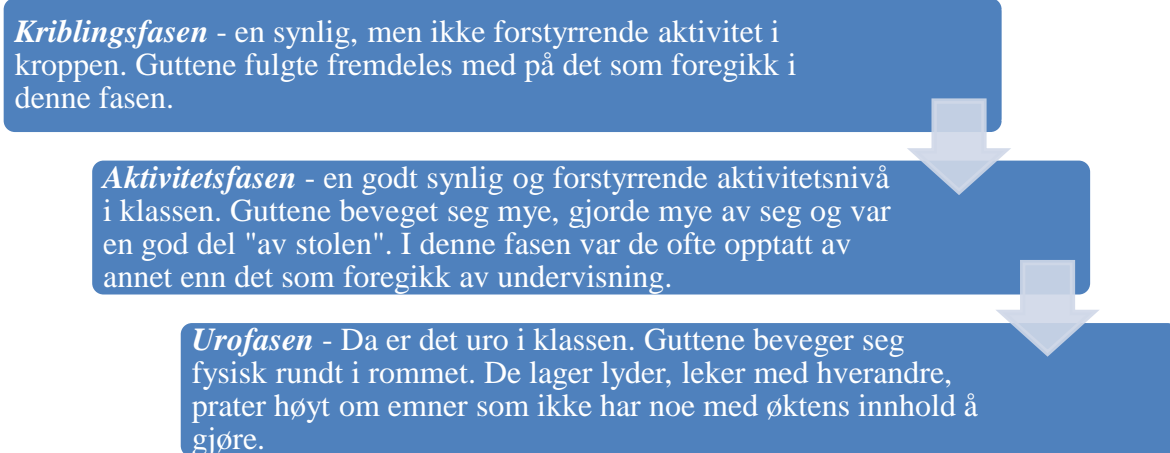 Kriblingsfasen - en synlig, men ikke forstyrrende aktivitet i
kroppen. Guttene fulgte fremdeles med på det som foregikk i
denne fasen.
Aktivitetsfasen - en godt synlig og forstyrrende aktivitetsnivå
i klassen. Guttene beveget seg mye, gjorde mye av seg og var
en god del "av stolen". I denne fasen var de ofte opptatt av
annet enn det som foregikk av undervisning.
Urofasen - Da er det uro i klassen. Guttene beveger seg
fysisk rundt i rommet. De lager lyder, leker med hverandre,
prater høyt om emner som ikke har noe med øktens innhold å
gjøre.